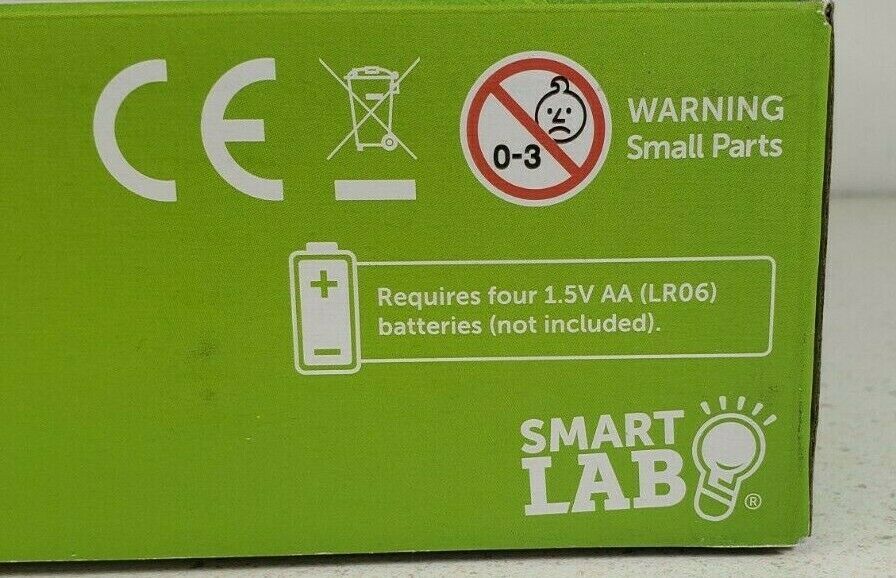 CE
0-3
WARNING
Small Parts
Requires four 1.5V AA (LR06)
batteries (not included).
SMART
LAB®